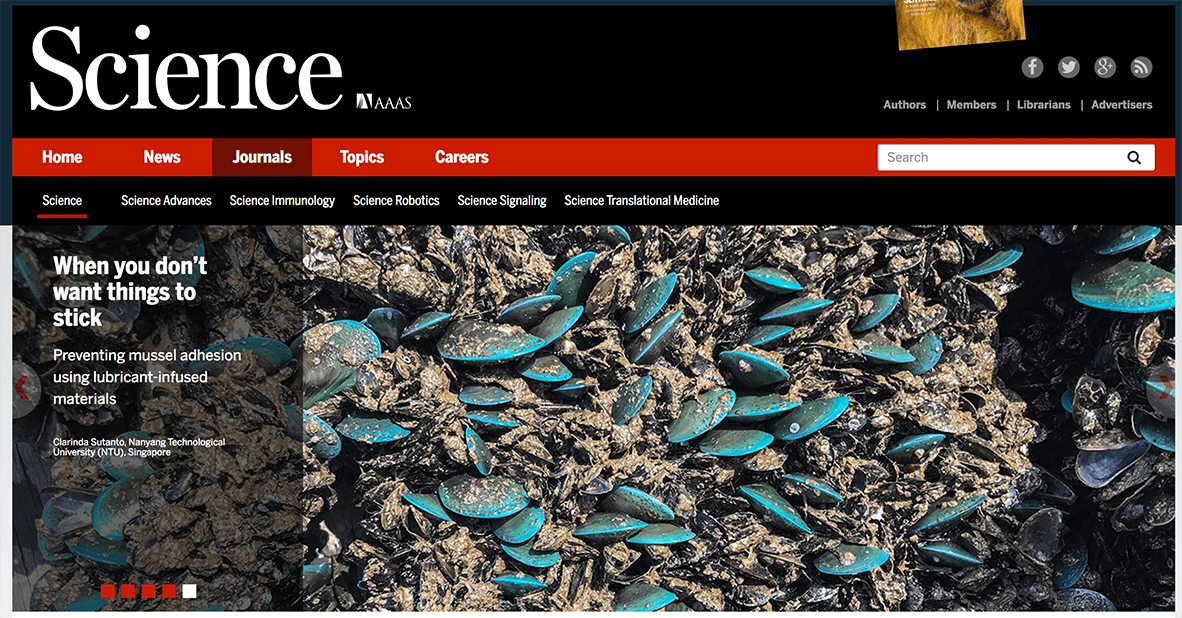 Science
AAAS
Authors | Members | Librarians | Advertisers
Home News Journals Topics Careers
Search
Science Science Advances Science Immunology Science Robotics Science Signaling Science Translational Medicine
When you don't
want things to
stick
Preventing mussel adhesion
using lubricant-infused
materials
Clarinda Sutanto, Nanyang Technological
University (NTU), Singapore